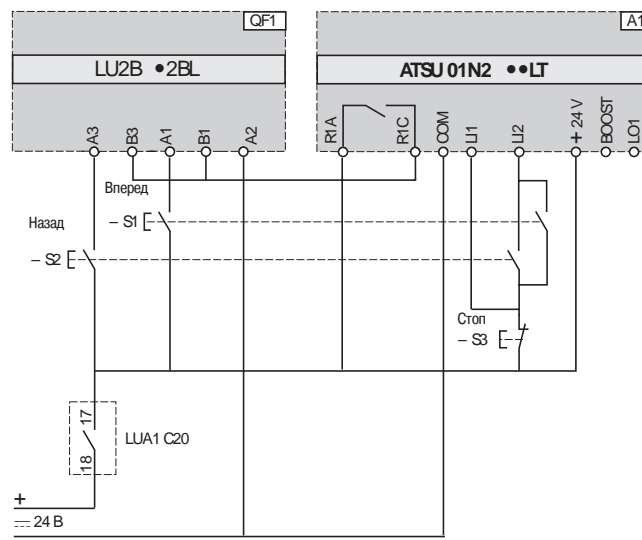 QF1
A1
LU2B •2BL
ATSU 01N2 ••LT
A3
B3
A1
B1
A2
R1A
R1C
COM
LI1
LI2
+ 24 V
BOOST
LO1
Вперед
– S1
Назад
– S2
Стоп
– S3
17
18
LUA1 C20
+
24 В